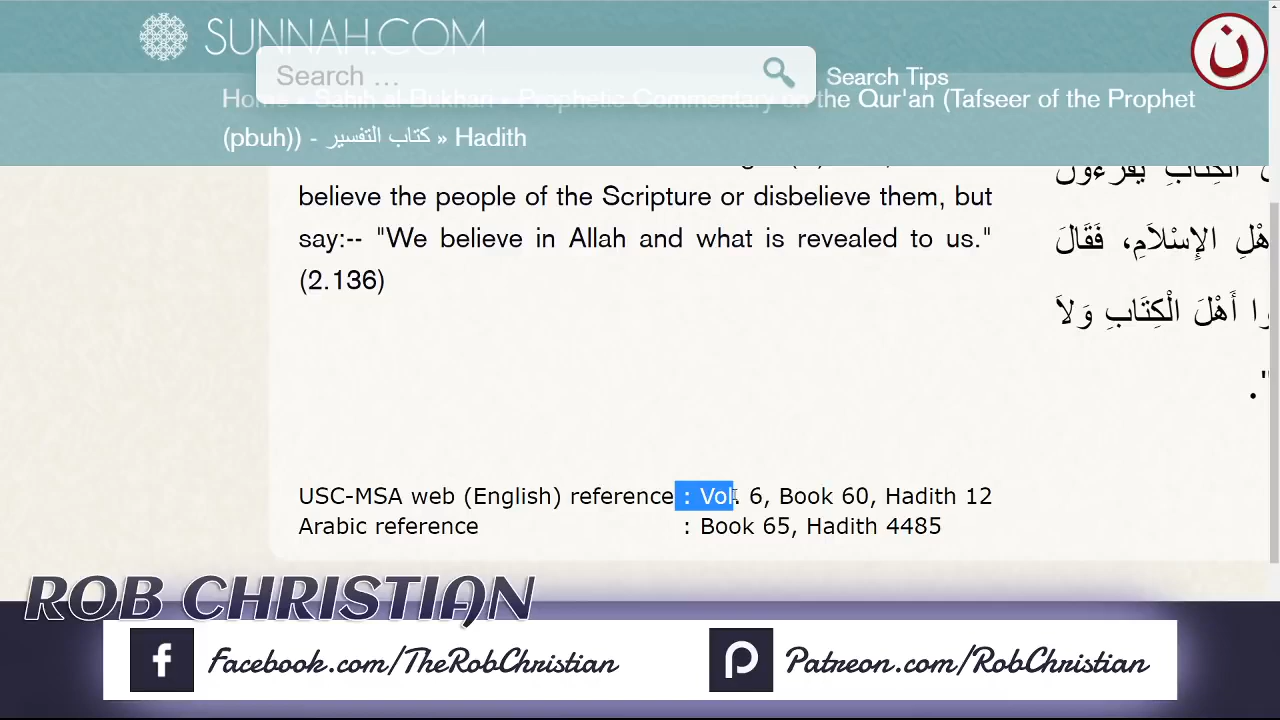 SUNNAH.COM
ن
Search ...
Search Tips
Home » Sahih al-Bukhari » Prophetic Commentary on the Qur'an (Tafseer of the Prophet
(pbuh)) - كتاب التفسير » Hadith
believe the people of the Scripture or disbelieve them, but
say:-- "We believe in Allah and what is revealed to us."
(2.136)
الْكِتَابِ يَقْرَءُونَ
الإِسْلاَمِ، فَقَالَ
أَهْلَ الْكِتَابِ وَلاَ
".
USC-MSA web (English) reference : Vol. 6, Book 60, Hadith 12
Arabic reference : Book 65, Hadith 4485
ROB CHRISTIAN
f Facebook.com/TheRobChristian
Patreon.com/RobChristian